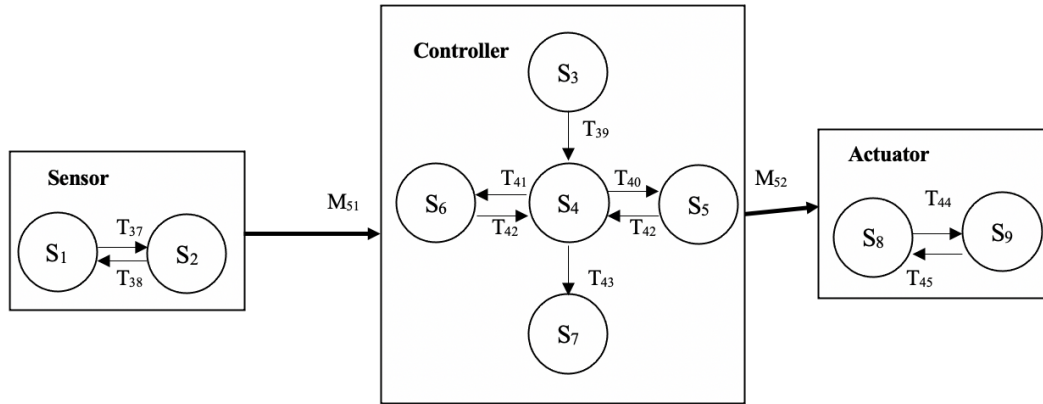 Controller
S3
T39
Sensor
Actuator
M51
M52
T41
T40
T44
S6
S4
S5
T37
T42
T42
S8
S9
S1
S2
T38
T43
T45
S7